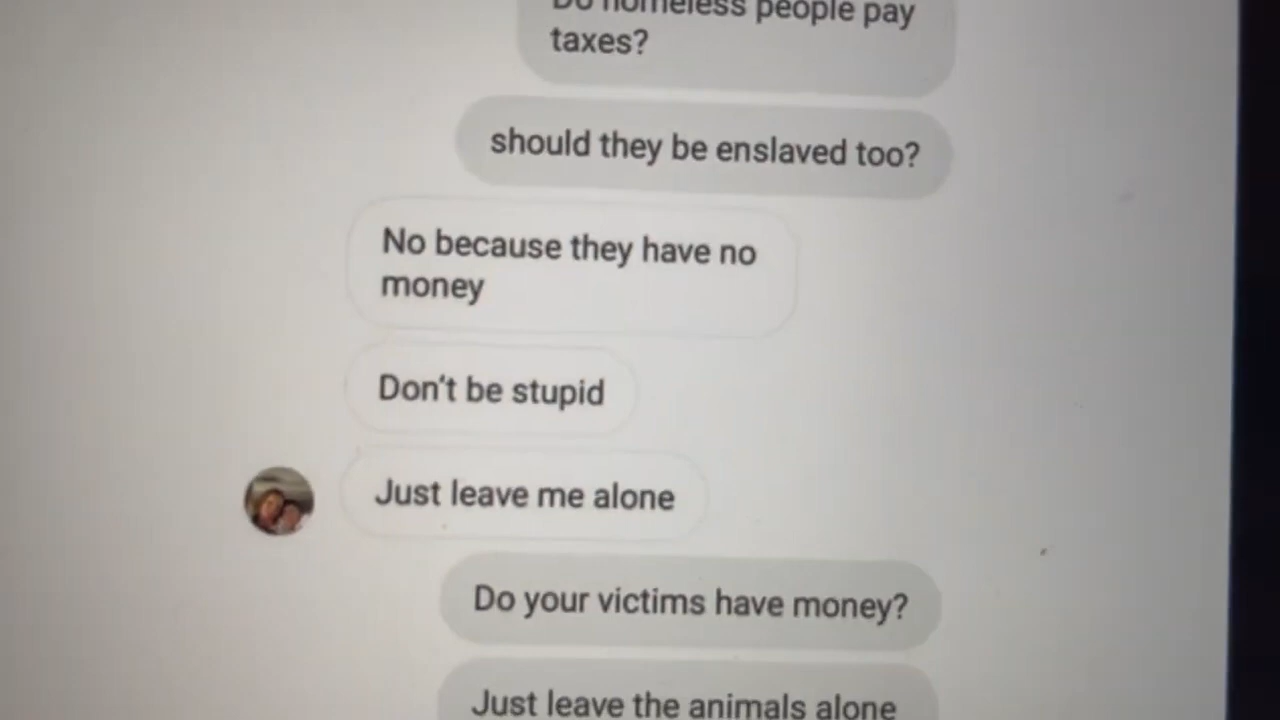 Do homeless people pay
taxes?
should they be enslaved too?
No because they have no
money
Don't be stupid
Just leave me alone
Do your victims have money?
Just leave the animals alone